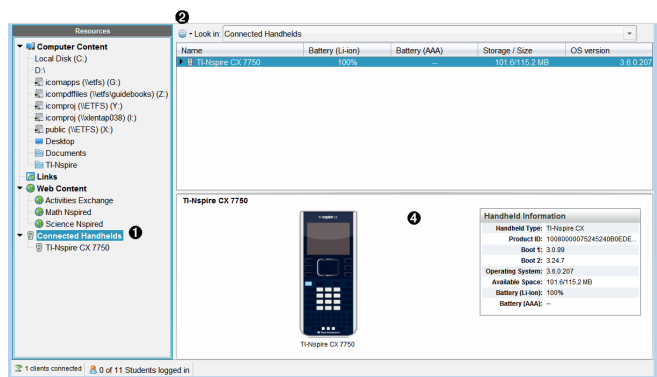 ❷
Resources
Look in: Connected Handhelds
Name Battery (Li-ion) Battery (AAA) Storage / Size OS version
TI-Nspire CX 7750 100% -- 101.6/115.2 MB 3.6.0.207
Computer Content
Local Disk (C:)
D:\
icomapps (\\etfs) (G:)
icompdffiles (\\etfs\guidebooks) (Z:)
icomproj (\\ETFS) (Y:)
icomproj (\\xlentap038) (I:)
public (\\ETFS) (X:)
Desktop
Documents
TI-Nspire
Links
Web Content
Activities Exchange
Math Nspired
Science Nspired
Connected Handhelds ❶
TI-Nspire CX 7750
TI-Nspire CX 7750
❹
TI-Nspire CX 7750
Handheld Information
Handheld Type: TI-Nspire CX
Product ID: 10080000075245240B0EDE...
Boot 1: 3.0.99
Boot 2: 3.24.7
Operating System: 3.6.0.207
Available Space: 101.6/115.2 MB
Battery (Li-ion): 100%
Battery (AAA): --
1 clients connected 0 of 11 Students logged in